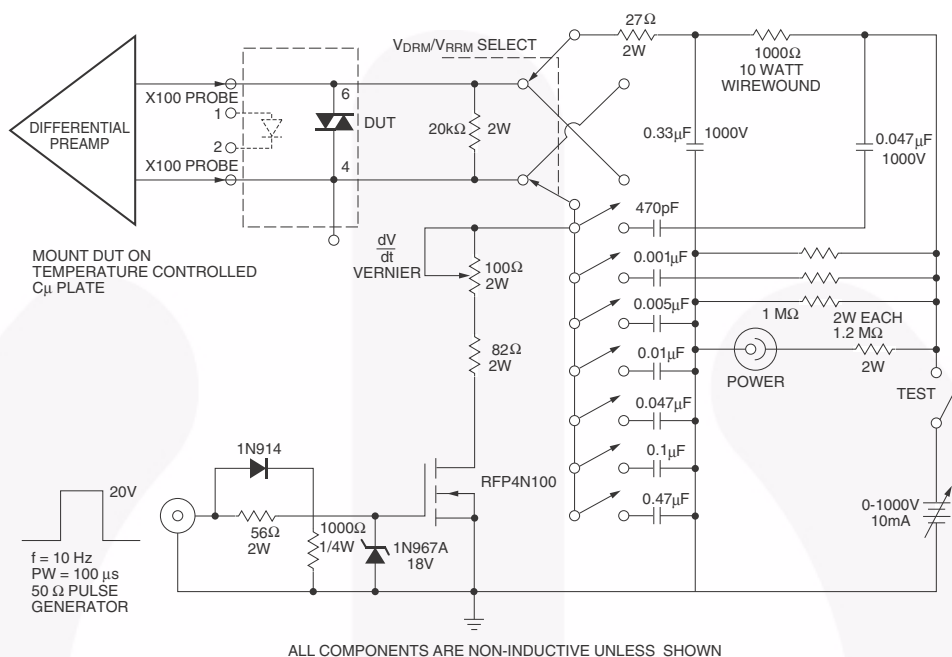 27Ω
2W
VDRM/VRRM SELECT
1000Ω
10 WATT
WIREWOUND
X100 PROBE
6
1
DIFFERENTIAL
PREAMP
DUT
20kΩ
2W
0.33µF
1000V
0.047µF
1000V
2
X100 PROBE
4
470pF
MOUNT DUT ON
TEMPERATURE CONTROLLED
Cµ PLATE
dV
dt
VERNIER
100Ω
2W
0.001µF
0.005µF
1 MΩ
2W EACH
1.2 MΩ
2W
82Ω
2W
0.01µF
POWER
TEST
0.047µF
1N914
0.1µF
RFP4N100
20V
0.47µF
0-1000V
10mA
56Ω
2W
1000Ω
1/4W
1N967A
18V
f = 10 Hz
PW = 100 µs
50 Ω PULSE
GENERATOR
ALL COMPONENTS ARE NON-INDUCTIVE UNLESS SHOWN